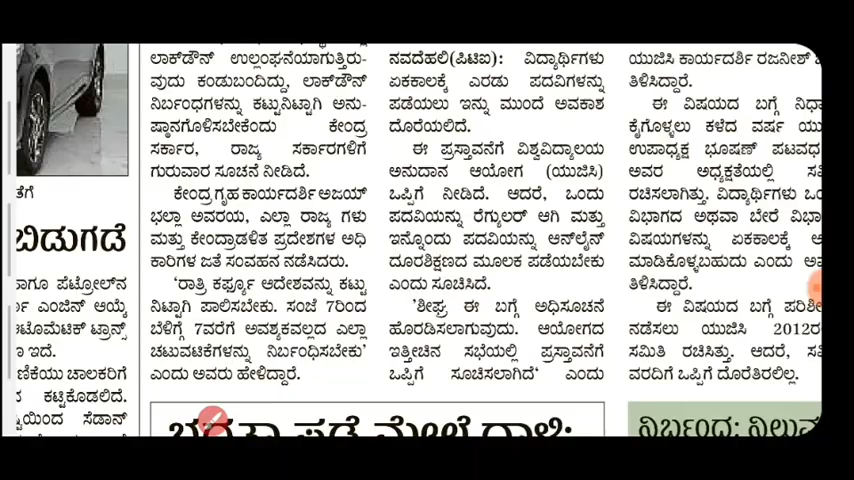 ತೆಗೆ
ಬಿಡುಗಡೆ
ಹಾಗೂ ಪೆಟ್ರೋಲ್‌ನ
ಎಂಜಿನ್ ಆಯ್ಕೆ
ಟೊಮೆಟಿಕ್ ಟ್ರಾನ್ಸ್
ಇದೆ.
ಣಿಕೆಯು ಚಾಲಕರಿಗೆ
ಕಟ್ಟಿಕೊಡಲಿದೆ.
ಷ್ಟಿಯಿಂದ ಸೆಡಾನ್
ಲಾಕ್‌ಡೌನ್ ಉಲ್ಲಂಘನೆಯಾಗುತ್ತಿರು-
ವುದು ಕಂಡುಬಂದಿದ್ದು, ಲಾಕ್‌ಡೌನ್
ನಿರ್ಬಂಧಗಳನ್ನು ಕಟ್ಟುನಿಟ್ಟಾಗಿ ಅನು-
ಷ್ಠಾನಗೊಳಿಸಬೇಕೆಂದು ಕೇಂದ್ರ
ಸರ್ಕಾರ, ರಾಜ್ಯ ಸರ್ಕಾರಗಳಿಗೆ
ಗುರುವಾರ ಸೂಚನೆ ನೀಡಿದೆ.
ಕೇಂದ್ರ ಗೃಹ ಕಾರ್ಯದರ್ಶಿ ಅಜಯ್
ಭಲ್ಲಾ ಅವರಯ, ಎಲ್ಲಾ ರಾಜ್ಯ ಗಳು
ಮತ್ತು ಕೇಂದ್ರಾಡಳಿತ ಪ್ರದೇಶಗಳ ಅಧಿ
ಕಾರಿಗಳ ಜತೆ ಸಂವಹನ ನಡೆಸಿದರು.
'ರಾತ್ರಿ ಕರ್ಫ್ಯೂ ಆದೇಶವನ್ನು ಕಟ್ಟು
ನಿಟ್ಟಾಗಿ ಪಾಲಿಸಬೇಕು. ಸಂಜೆ 7ರಿಂದ
ಬೆಳಿಗ್ಗೆ 7ವರೆಗೆ ಅವಶ್ಯಕವಲ್ಲದ ಎಲ್ಲಾ
ಚಟುವಟಿಕೆಗಳನ್ನು ನಿರ್ಬಂಧಿಸಬೇಕು'
ಎಂದು ಅವರು ಹೇಳಿದ್ದಾರೆ.
ನವದೆಹಲಿ(ಪಿಟಿಐ): ವಿದ್ಯಾರ್ಥಿಗಳು
ಏಕಕಾಲಕ್ಕೆ ಎರಡು ಪದವಿಗಳನ್ನು
ಪಡೆಯಲು ಇನ್ನು ಮುಂದೆ ಅವಕಾಶ
ದೊರೆಯಲಿದೆ.
ಈ ಪ್ರಸ್ತಾವನೆಗೆ ವಿಶ್ವವಿದ್ಯಾಲಯ
ಅನುದಾನ ಆಯೋಗ (ಯುಜಿಸಿ)
ಒಪ್ಪಿಗೆ ನೀಡಿದೆ. ಆದರೆ, ಒಂದು
ಪದವಿಯನ್ನು ರೆಗ್ಯುಲರ್ ಆಗಿ ಮತ್ತು
ಇನ್ನೊಂದು ಪದವಿಯನ್ನು ಆನ್‌ಲೈನ್
ದೂರಶಿಕ್ಷಣದ ಮೂಲಕ ಪಡೆಯಬೇಕು
ಎಂದು ಸೂಚಿಸಿದೆ.
'ಶೀಘ್ರ ಈ ಬಗ್ಗೆ ಅಧಿಸೂಚನೆ
ಹೊರಡಿಸಲಾಗುವುದು. ಆಯೋಗದ
ಇತ್ತೀಚಿನ ಸಭೆಯಲ್ಲಿ ಪ್ರಸ್ತಾವನೆಗೆ
ಒಪ್ಪಿಗೆ ಸೂಚಿಸಲಾಗಿದೆ' ಎಂದು
ಯುಜಿಸಿ ಕಾರ್ಯದರ್ಶಿ ರಜನೀಶ್
ತಿಳಿಸಿದ್ದಾರೆ.
ಈ ವಿಷಯದ ಬಗ್ಗೆ ನಿರ್ಧಾ
ಕೈಗೊಳ್ಳಲು ಕಳೆದ ವರ್ಷ ಯು
ಉಪಾಧ್ಯಕ್ಷ ಭೂಷಣ್ ಪಟವರ್ಧ
ಅವರ ಅಧ್ಯಕ್ಷತೆಯಲ್ಲಿ ಸ
ರಚಿಸಲಾಗಿತ್ತು. ವಿದ್ಯಾರ್ಥಿಗಳು ಒಂ
ವಿಭಾಗದ ಅಥವಾ ಬೇರೆ ವಿಭಾ
ವಿಷಯಗಳನ್ನು ಏಕಕಾಲಕ್ಕೆ
ಮಾಡಿಕೊಳ್ಳಬಹುದು ಎಂದು ಅ
ತಿಳಿಸಿದ್ದಾರೆ.
ಈ ವಿಷಯದ ಬಗ್ಗೆ ಪರಿಶೀ
ನಡೆಸಲು ಯುಜಿಸಿ 2012ರ
ಸಮಿತಿ ರಚಿಸಿತ್ತು. ಆದರೆ, ಸ
ವರದಿಗೆ ಒಪ್ಪಿಗೆ ದೊರೆತಿರಲಿಲ್ಲ.
ಪಡೆ ಮೇಲೆ ದಾಳಿ:
ನಿರ್ಬಂಧ: